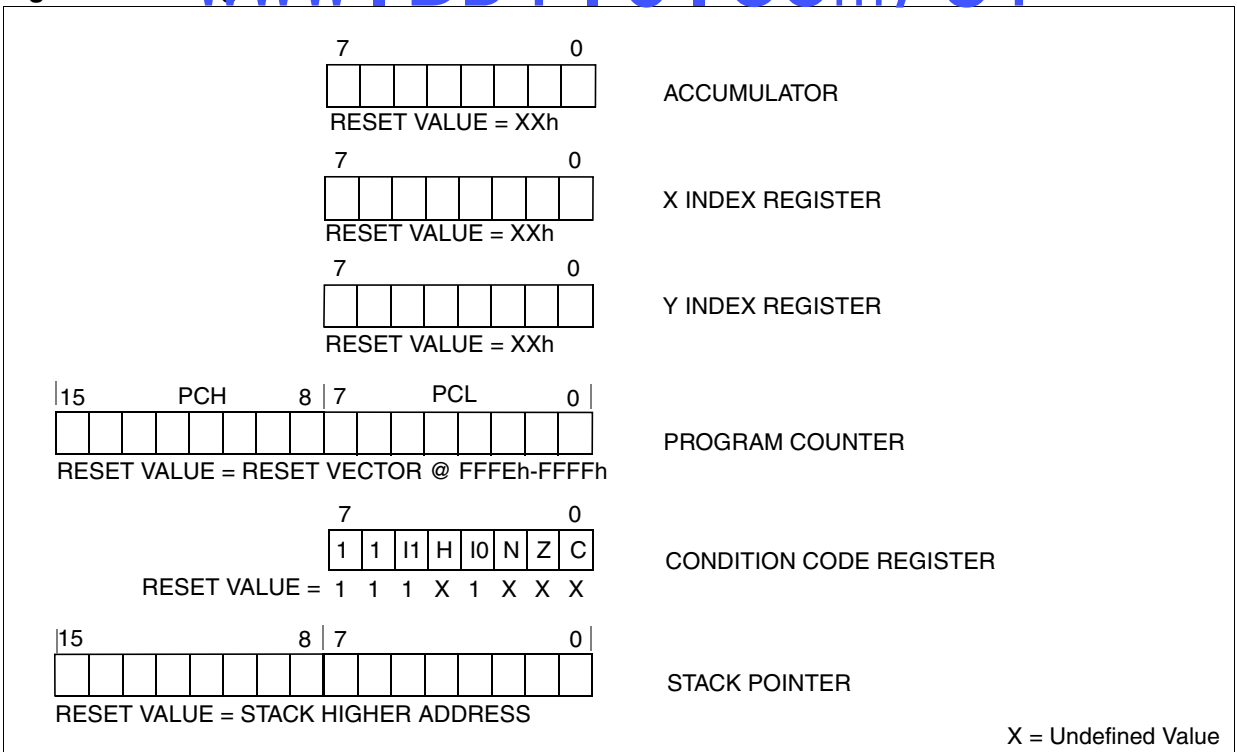 7 0
ACCUMULATOR
RESET VALUE = XXh
7 0
X INDEX REGISTER
RESET VALUE = XXh
7 0
Y INDEX REGISTER
RESET VALUE = XXh
15 PCH 8 7 PCL 0
PROGRAM COUNTER
RESET VALUE = RESET VECTOR @ FFFEh-FFFFh
7 0
1 1 I1 H I0 N Z C
CONDITION CODE REGISTER
RESET VALUE = 1 1 1 X 1 X X X
15 8 7 0
STACK POINTER
RESET VALUE = STACK HIGHER ADDRESS
X = Undefined Value